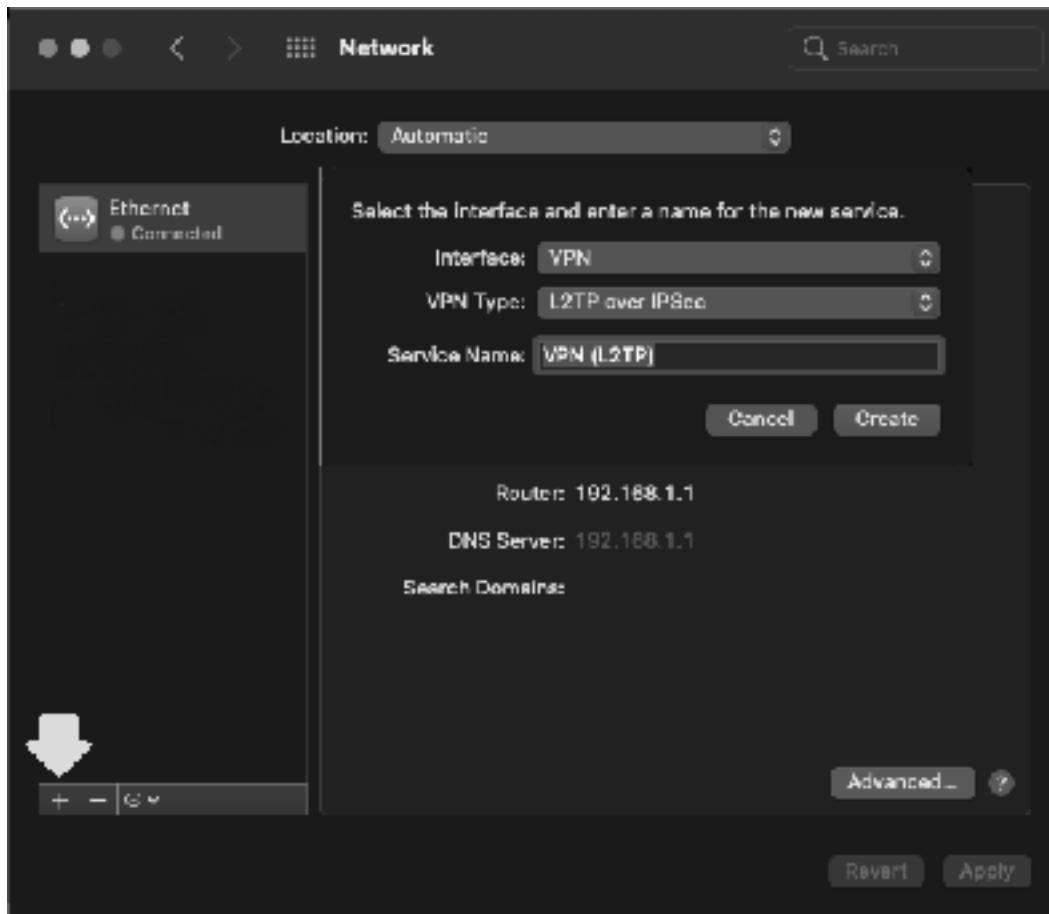 Network
Search
Location: Automatic
Ethernet
Connected
Select the interface and enter a name for the new service.
Interface: VPN
VPN Type: L2TP over IPSec
Service Name: VPN (L2TP)
Cancel Create
Router: 192.168.1.1
DNS Server: 192.168.1.1
Search Domains:
Advanced... ?
+ −
Revert Apply